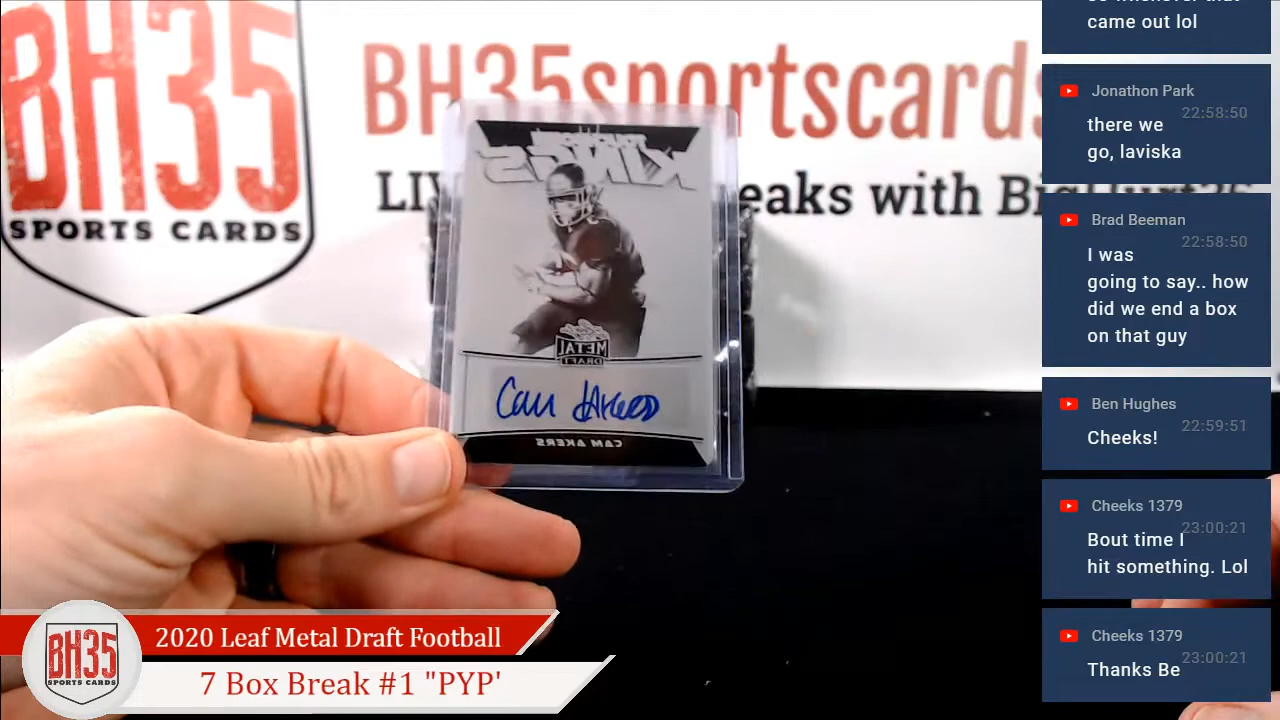 BH35
SPORTS CARDS
BH35sportscards
LIV
eaks with Big
TOUCHDOWN
KINGS
METAL
DRAFT
Cam Akers
CAM AKERS
came out lol
Jonathon Park
22:58:50
there we
go, laviska
Brad Beeman
22:58:50
I was
going to say.. how
did we end a box
on that guy
Ben Hughes
22:59:51
Cheeks!
Cheeks 1379
23:00:21
Bout time I
hit something. Lol
Cheeks 1379
23:00:21
Thanks Be
BH35
SPORTS CARDS
2020 Leaf Metal Draft Football
7 Box Break #1 "PYP'